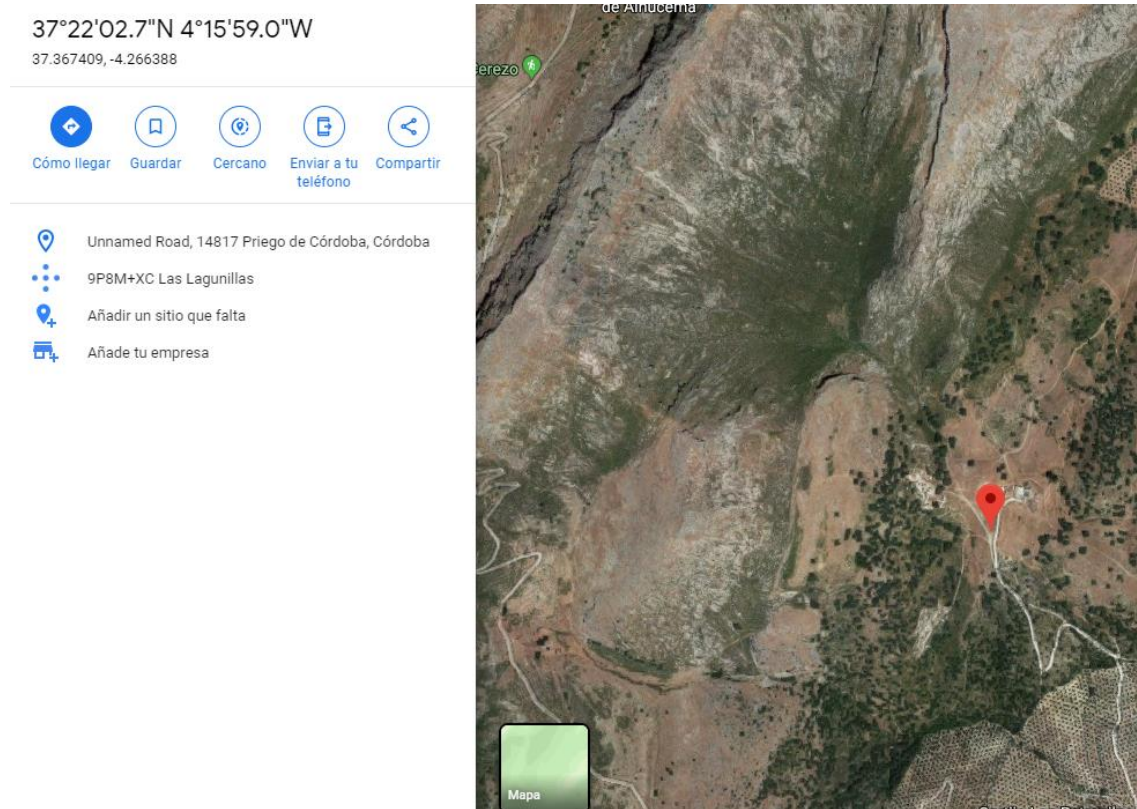 37°22'02.7"N 4°15'59.0"W
37.367409, -4.266388
Cómo llegar
Guardar
Cercano
Enviar a tu
teléfono
Compartir
Unnamed Road, 14817 Priego de Córdoba, Córdoba
9P8M+XC Las Lagunillas
Añadir un sitio que falta
Añade tu empresa
de Alhucema
erezo
Mapa